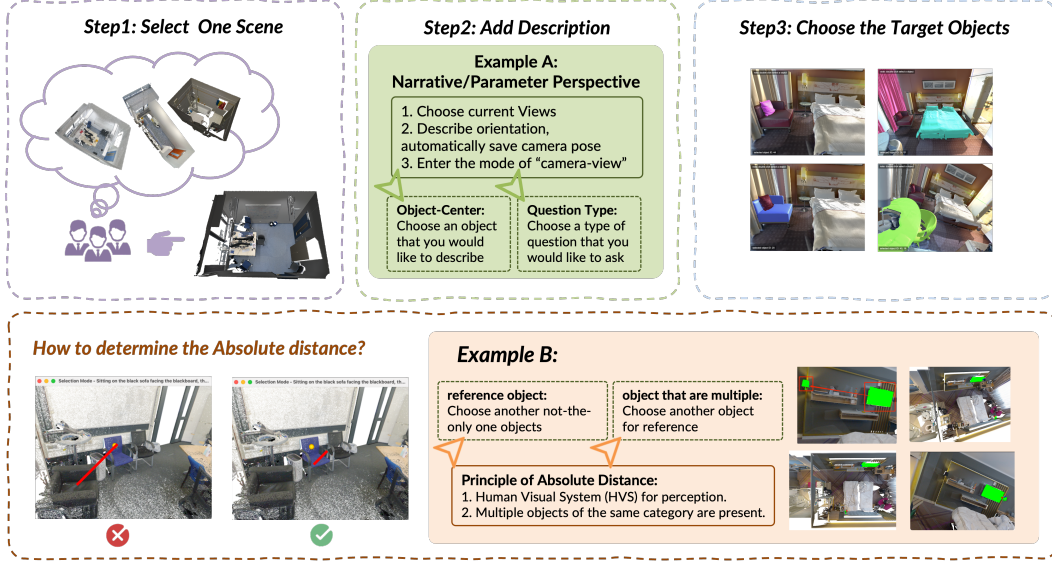 Step1: Select One Scene
Step2: Add Description
Example A:
Narrative/Parameter Perspective
1. Choose current Views
2. Describe orientation,
automatically save camera pose
3. Enter the mode of “camera-view”
Object-Center:
Choose an object
that you would
like to describe
Question Type:
Choose a type of
question that you
would like to ask
Step3: Choose the Target Objects
How to determine the Absolute distance?
Selection Mode - Sitting on the black sofa facing the blackboard, th...
Selection Mode - Sitting on the black sofa facing the blackboard, th...
Example B:
reference object:
Choose another not-the-
only one objects
object that are multiple:
Choose another object
for reference
Principle of Absolute Distance:
1. Human Visual System (HVS) for perception.
2. Multiple objects of the same category are present.